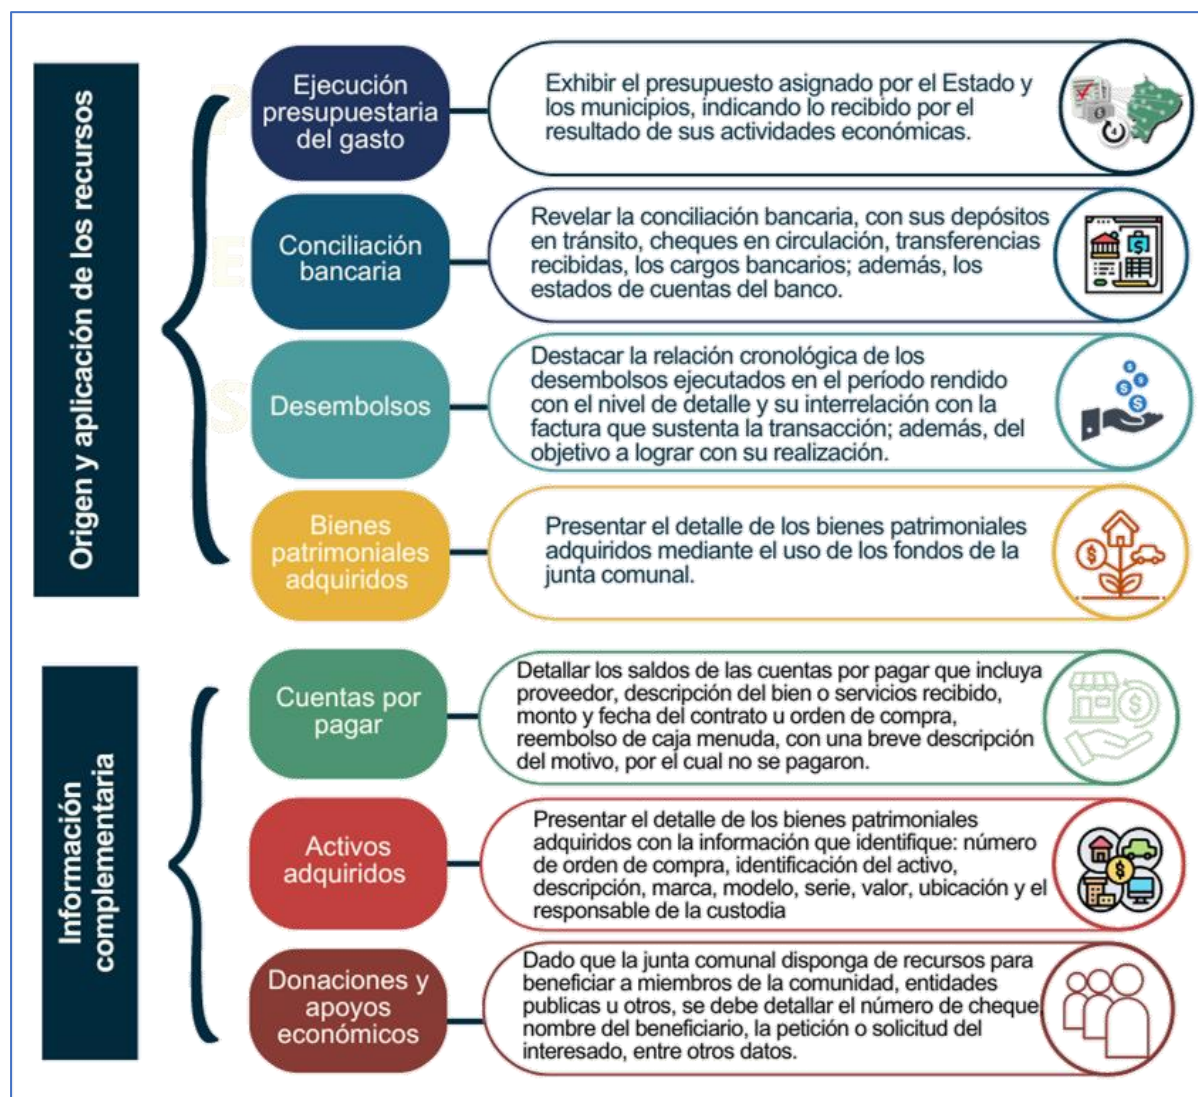 Origen y aplicación de los recursos
Ejecución
presupuestaria
del gasto
Exhibir el presupuesto asignado por el Estado y
los municipios, indicando lo recibido por el
resultado de sus actividades económicas.
P
Conciliación
bancaria
Revelar la conciliación bancaria, con sus depósitos
en tránsito, cheques en circulación, transferencias
recibidas, los cargos bancarios; además, los
estados de cuentas del banco.
E
Desembolsos
Destacar la relación cronológica de los
desembolsos ejecutados en el período rendido
con el nivel de detalle y su interrelación con la
factura que sustenta la transacción; además, del
objetivo a lograr con su realización.
S
Bienes
patrimoniales
adquiridos
Presentar el detalle de los bienes patrimoniales
adquiridos mediante el uso de los fondos de la
junta comunal.
Información
complementaria
Cuentas por
pagar
Detallar los saldos de las cuentas por pagar que incluya
proveedor, descripción del bien o servicios recibido,
monto y fecha del contrato u orden de compra,
reembolso de caja menuda, con una breve descripción
del motivo, por el cual no se pagaron.
Activos
adquiridos
Presentar el detalle de los bienes patrimoniales
adquiridos con la información que identifique: número
de orden de compra, identificación del activo,
descripción, marca, modelo, serie, valor, ubicación y el
responsable de la custodia
Donaciones y
apoyos
económicos
Dado que la junta comunal disponga de recursos para
beneficiar a miembros de la comunidad, entidades
publicas u otros, se debe detallar el número de cheque,
nombre del beneficiario, la petición o solicitud del
interesado, entre otros datos.